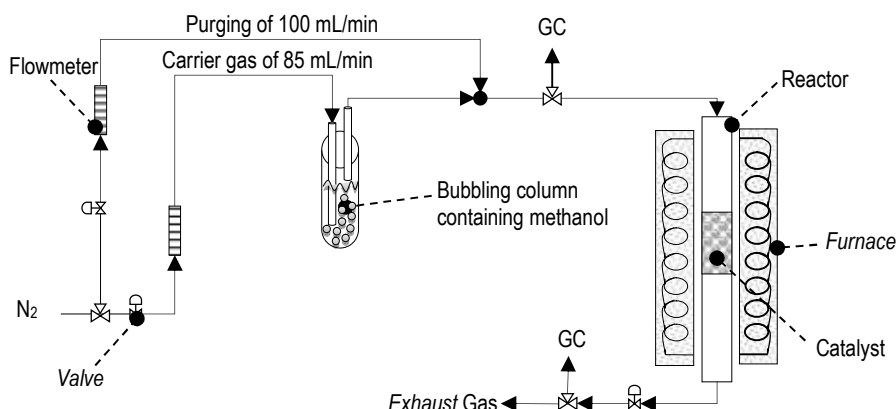 Purging of 100 mL/min
GC
Flowmeter
Carrier gas of 85 mL/min
Reactor
Bubbling column
containing methanol
Furnace
N2
Catalyst
Valve
GC
Exhaust Gas